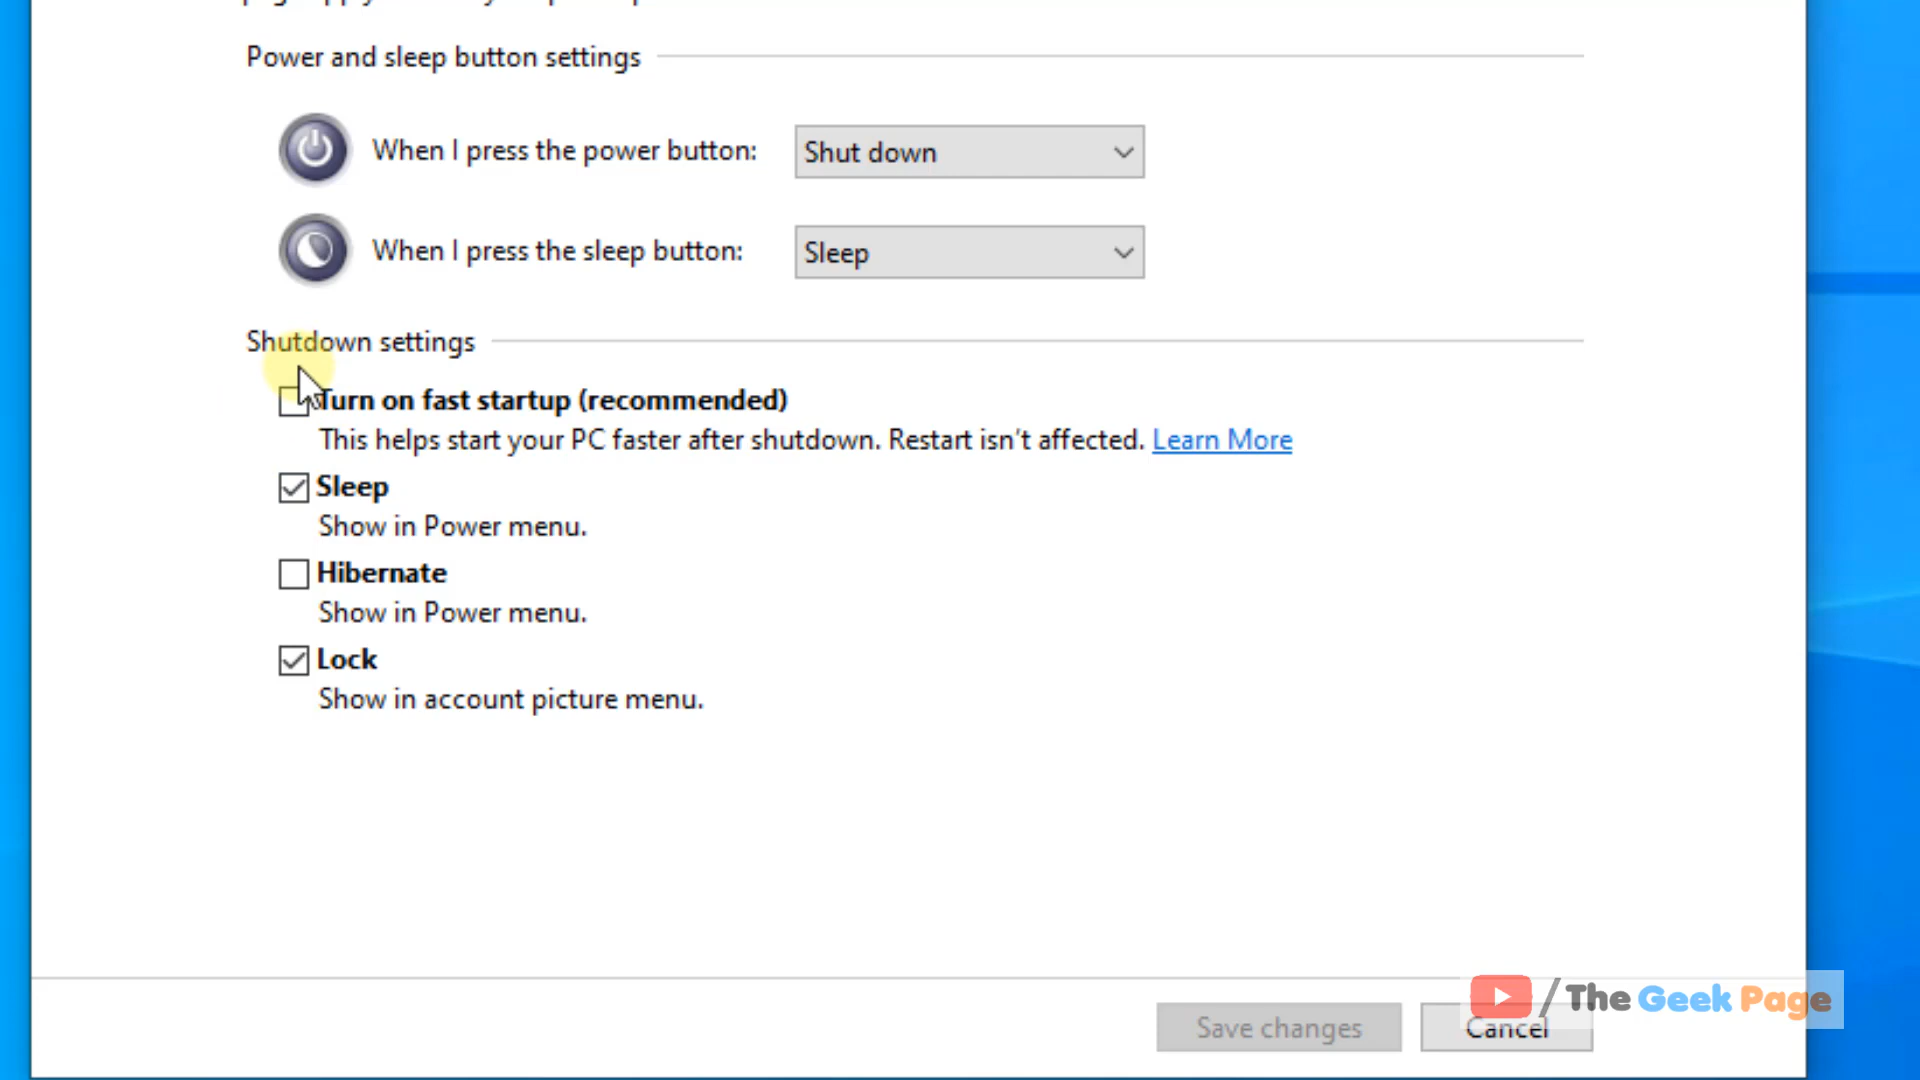 Power and sleep button settings
When I press the power button: Shut down
When I press the sleep button: Sleep
Shutdown settings
Turn on fast startup (recommended)
This helps start your PC faster after shutdown. Restart isn't affected. Learn More
Sleep
Show in Power menu.
Hibernate
Show in Power menu.
Lock
Show in account picture menu.
/The Geek Page
Save changes Cancel